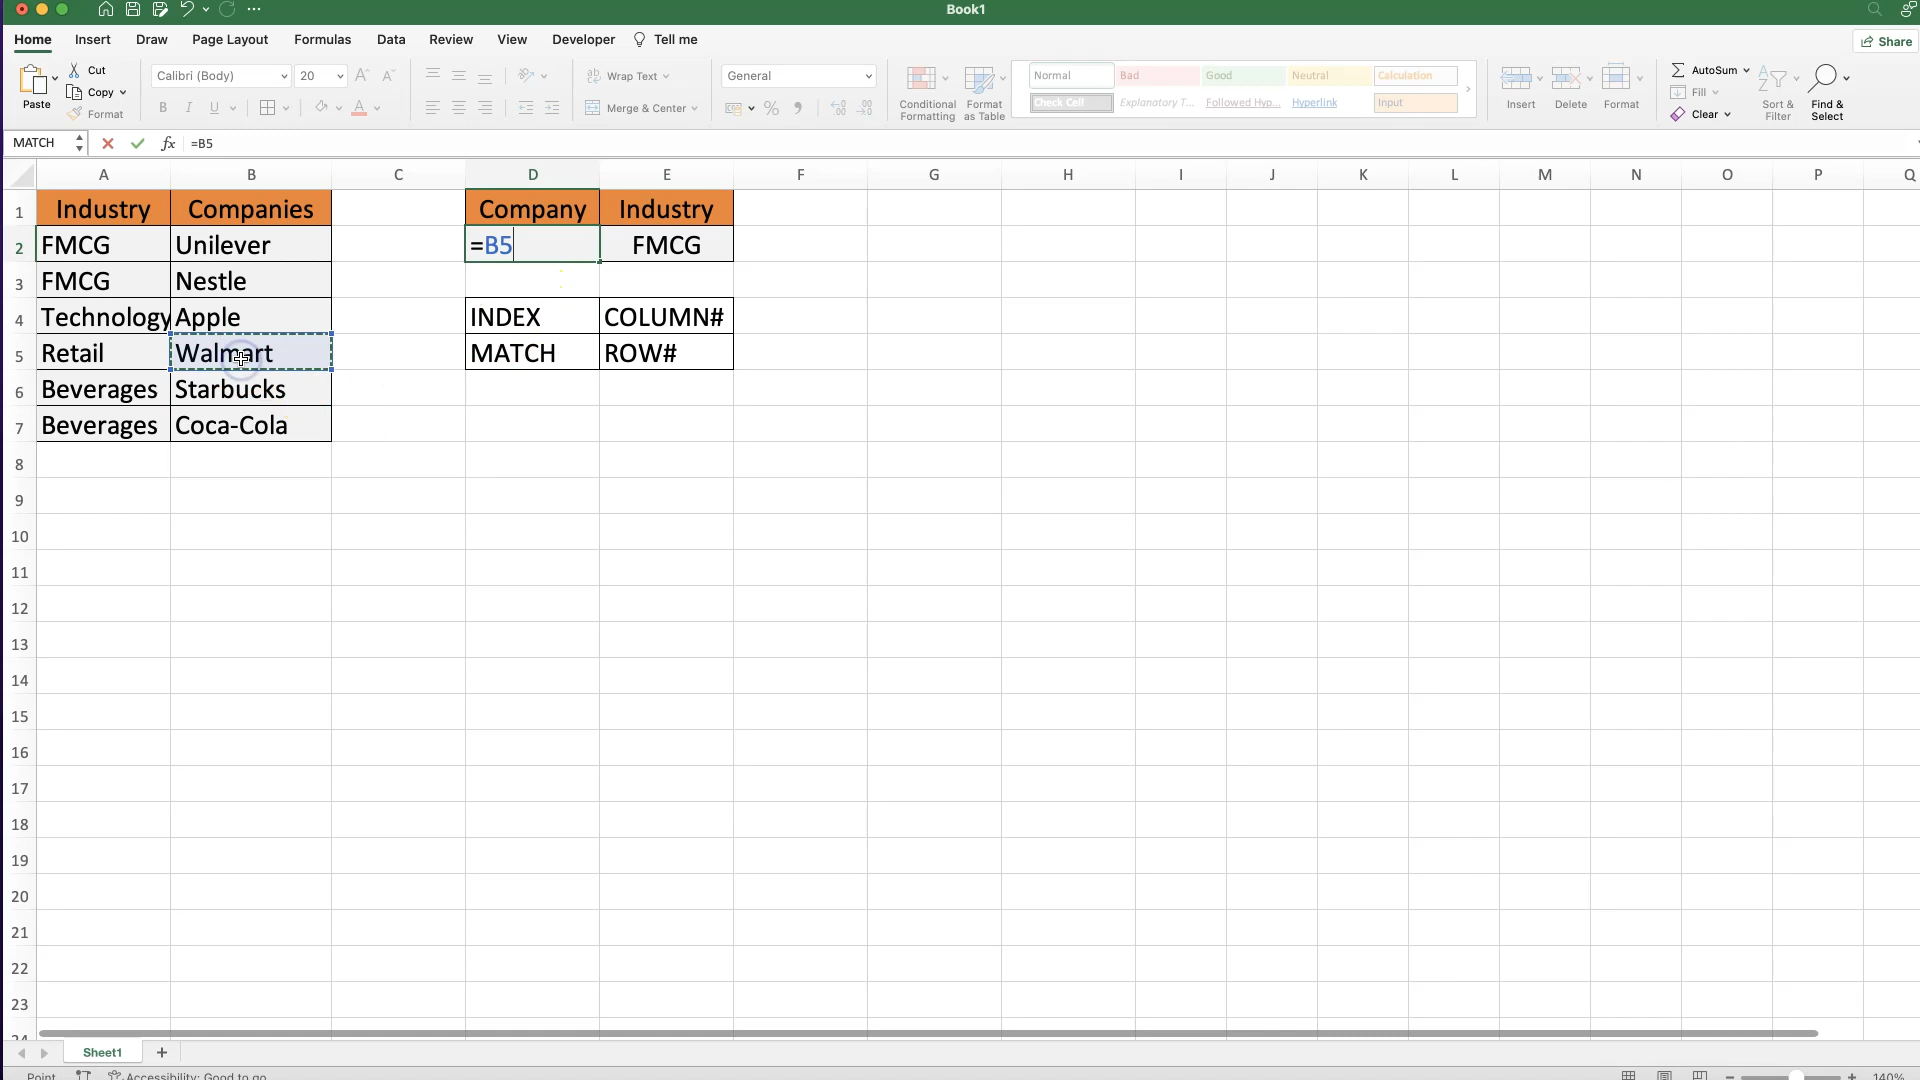 Book1
Home Insert Draw Page Layout Formulas Data Review View Developer Tell me Share
Paste Cut Copy Format Calibri (Body) 20 Wrap Text Merge & Center General Conditional Formatting Format as Table Normal Bad Good Neutral Calculation Check Cell Explanatory T... Followed Hyp... Hyperlink Input Insert Delete Format AutoSum Fill Clear Sort & Filter Find & Select
MATCH fx =B5
A B C D E F G H I J K L M N O P Q
1 Industry Companies Company Industry
2 FMCG Unilever =B5 FMCG
3 FMCG Nestle
4 Technology Apple INDEX COLUMN#
5 Retail Walmart MATCH ROW#
6 Beverages Starbucks
7 Beverages Coca-Cola
8
9
10
11
12
13
14
15
16
17
18
19
20
21
22
23
24
Sheet1
Point Accessibility: Good to go 140%